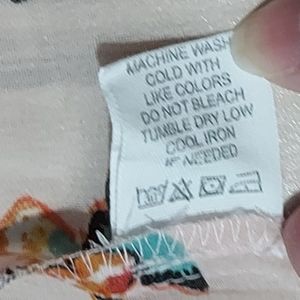 MACHINE WASH
COLD WITH
LIKE COLORS
DO NOT BLEACH
TUMBLE DRY LOW
COOL IRON
IF NEEDED